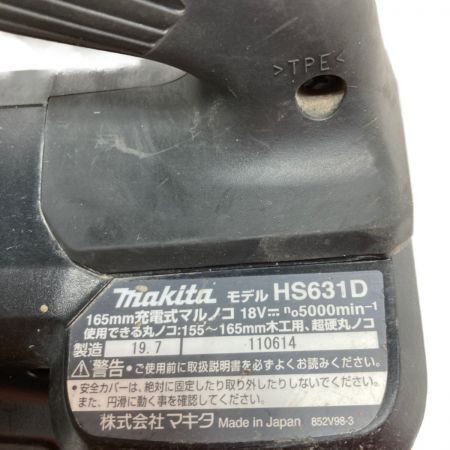 >TPE<
makita モデル HS631D
165mm充電式マルノコ 18V⎓ n₀5000min⁻¹
使用できる丸ノコ:155～165mm木工用、超硬丸ノコ
製造 19.7 110614
⚠警告 •ご使用前に取扱説明書を必ずよくお読みください。
•安全カバーは、絶対に固定したり取り外したりしないでください。
また、円滑に動く事を確認してください。
株式会社 マキタ Made in Japan 852V98-3